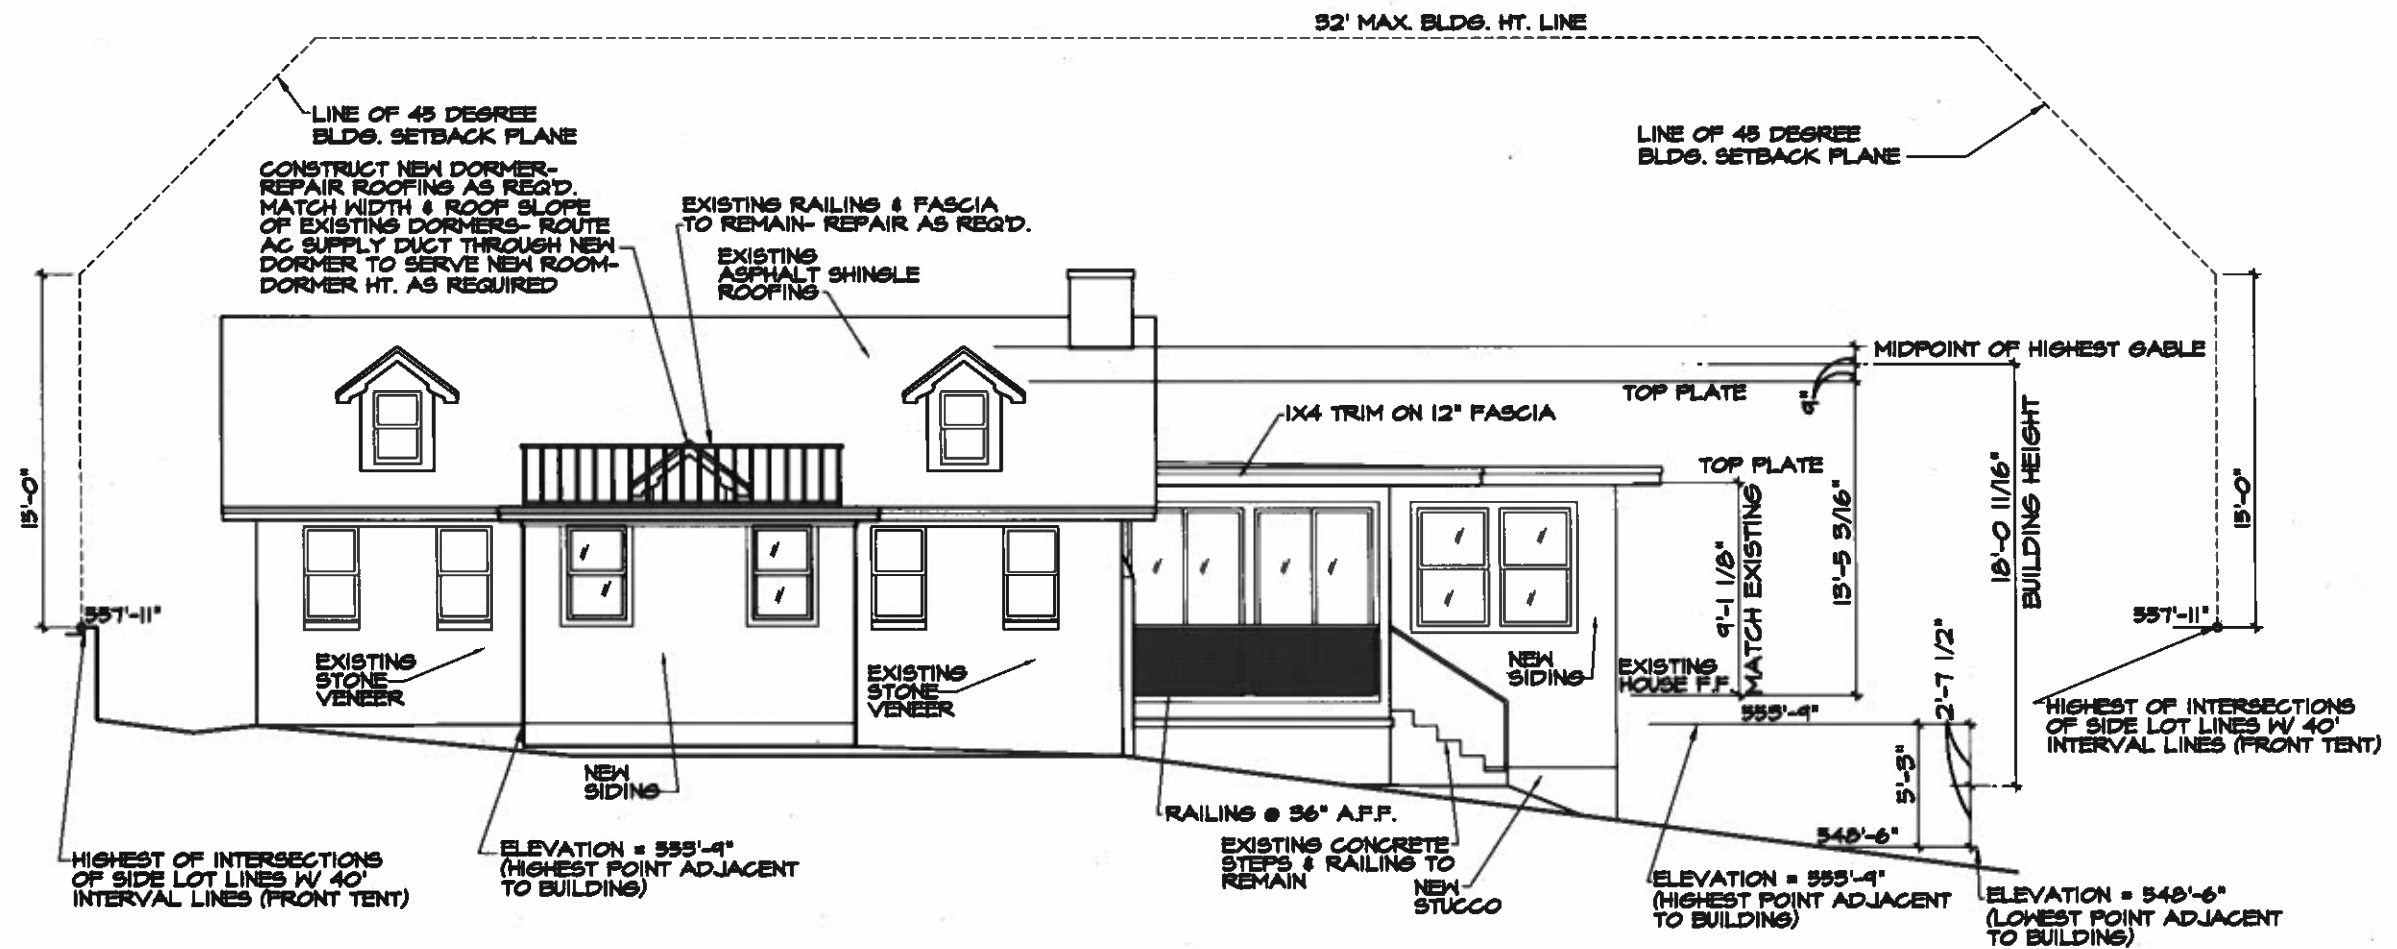 32' MAX. BLDG. HT. LINE
LINE OF 45 DEGREE
BLDG. SETBACK PLANE
LINE OF 45 DEGREE
BLDG. SETBACK PLANE
CONSTRUCT NEW DORMER-
REPAIR ROOFING AS REQ'D.
MATCH WIDTH & ROOF SLOPE
OF EXISTING DORMERS- ROUTE
AC SUPPLY DUCT THROUGH NEW
DORMER TO SERVE NEW ROOM-
DORMER HT. AS REQUIRED
EXISTING RAILING & FASCIA
TO REMAIN- REPAIR AS REQ'D.
EXISTING
ASPHALT SHINGLE
ROOFING
MIDPOINT OF HIGHEST GABLE
TOP PLATE
9"
1X4 TRIM ON 12" FASCIA
TOP PLATE
15'-0"
9'-1 1/8"
MATCH EXISTING
13'-5 3/16"
18'-0 11/16"
BUILDING HEIGHT
15'-0"
557'-11"
557'-11"
EXISTING
STONE
VENEER
EXISTING
STONE
VENEER
NEW
SIDING
EXISTING
HOUSE F.F.
553'-9"
2'-7 1/2"
5'-3"
548'-6"
HIGHEST OF INTERSECTIONS
OF SIDE LOT LINES W/ 40'
INTERVAL LINES (FRONT TENT)
NEW
SIDING
RAILING @ 36" A.F.F.
HIGHEST OF INTERSECTIONS
OF SIDE LOT LINES W/ 40'
INTERVAL LINES (FRONT TENT)
ELEVATION = 553'-9"
(HIGHEST POINT ADJACENT
TO BUILDING)
EXISTING CONCRETE
STEPS & RAILING TO
REMAIN
NEW
STUCCO
ELEVATION = 553'-9"
(HIGHEST POINT ADJACENT
TO BUILDING)
ELEVATION = 548'-6"
(LOWEST POINT ADJACENT
TO BUILDING)